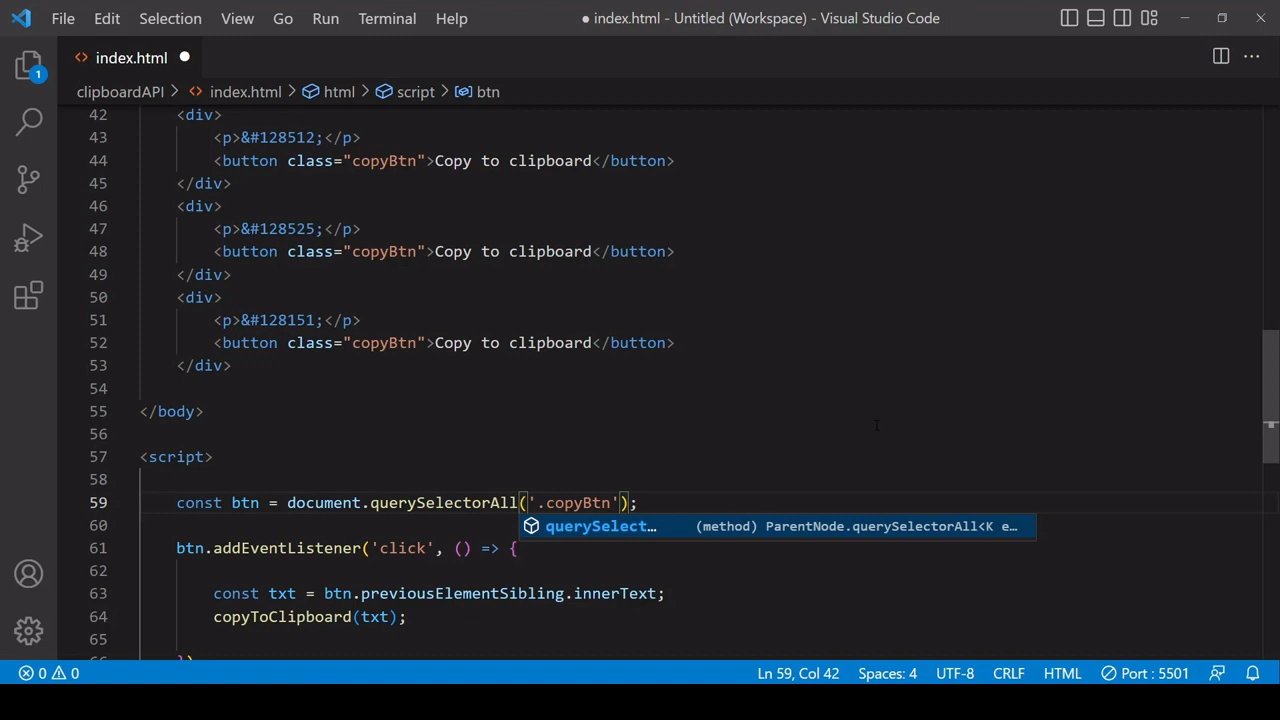 File Edit Selection View Go Run Terminal Help ● index.html - Untitled (Workspace) - Visual Studio Code
index.html
clipboardAPI > index.html > html > script > btn
1
42 <div>
43 <p>&#128512;</p>
44 <button class="copyBtn">Copy to clipboard</button>
45 </div>
46 <div>
47 <p>&#128525;</p>
48 <button class="copyBtn">Copy to clipboard</button>
49 </div>
50 <div>
51 <p>&#128151;</p>
52 <button class="copyBtn">Copy to clipboard</button>
53 </div>
54
55 </body>
56
57 <script>
58
59 const btn = document.querySelectorAll('.copyBtn');
60 querySelect… (method) ParentNode.querySelectorAll<K e…
61 btn.addEventListener('click', () => {
62
63 const txt = btn.previousElementSibling.innerText;
64 copyToClipboard(txt);
65
66 })
0 0 Ln 59, Col 42 Spaces: 4 UTF-8 CRLF HTML Port : 5501